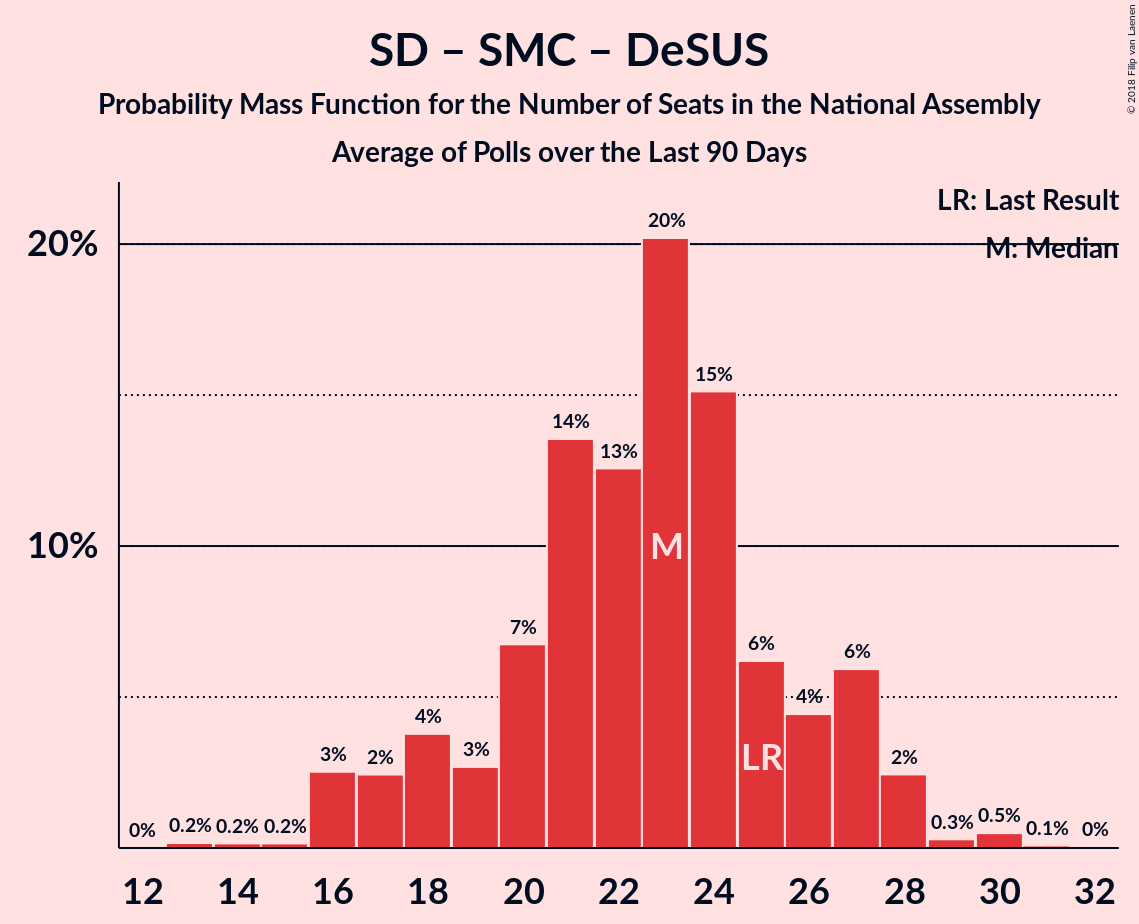 SD – SMC – DeSUS
Probability Mass Function for the Number of Seats in the National Assembly
Average of Polls over the Last 90 Days
© 2018 Filip van Laenen
LR: Last Result
M: Median
20%
10%
0%
0.2%
0.2%
0.2%
3%
2%
4%
3%
7%
14%
13%
20%
15%
6%
4%
6%
2%
0.3%
0.5%
0.1%
0%
M
LR
12 14 16 18 20 22 24 26 28 30 32